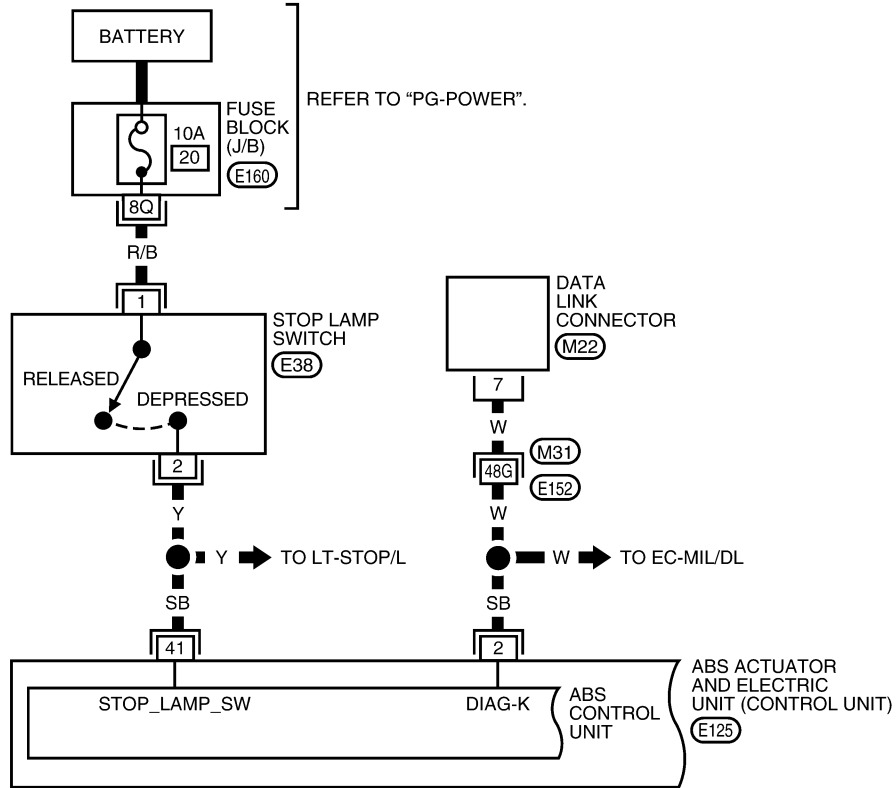 BATTERY
REFER TO “PG-POWER”.
FUSE
BLOCK
(J/B)
10A
20
E160
8Q
R/B
1
STOP LAMP
SWITCH
E38
RELEASED
DEPRESSED
2
Y
Y
TO LT-STOP/L
SB
41
DATA
LINK
CONNECTOR
M22
7
W
M31
48G
E152
W
W
TO EC-MIL/DL
SB
2
STOP_LAMP_SW
DIAG-K
ABS
CONTROL
UNIT
ABS ACTUATOR
AND ELECTRIC
UNIT (CONTROL UNIT)
E125